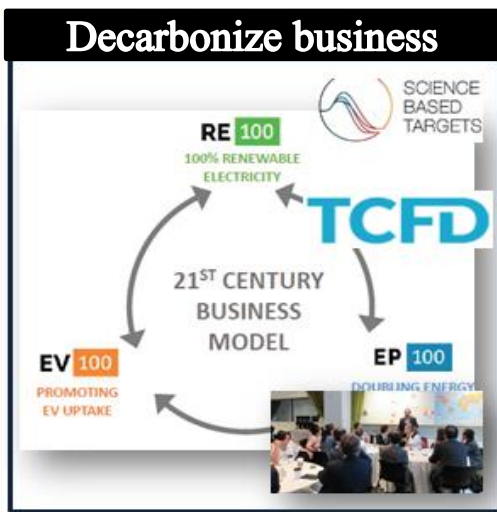 Decarbonize business
SCIENCE
BASED
TARGETS
RE 100
100% RENEWABLE
ELECTRICITY
TCFD
21ST CENTURY
BUSINESS
MODEL
EV 100
PROMOTING
EV UPTAKE
EP 100
DOUBLING ENERGY